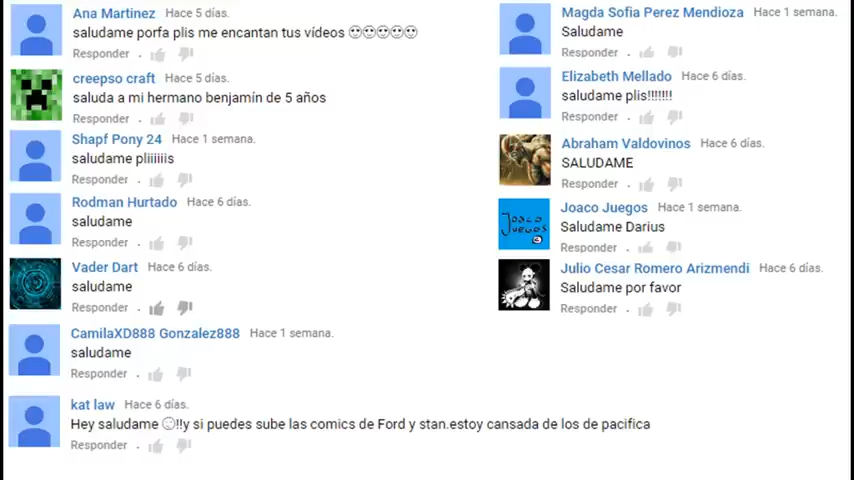 Ana Martinez Hace 5 días.
saludame porfa plis me encantan tus vídeos 🙄🙄🙄🙄🙄
Responder
creepso craft Hace 5 días.
saluda a mi hermano benjamín de 5 años
Responder
Shapf Pony 24 Hace 1 semana.
saludame pliiiiiis
Responder
Rodman Hurtado Hace 6 días.
saludame
Responder
Vader Dart Hace 6 días.
saludame
Responder
CamilaXD888 Gonzalez888 Hace 1 semana.
saludame
Responder
kat law Hace 6 días.
Hey saludame !!y si puedes sube las comics de Ford y stan.estoy cansada de los de pacifica
Responder
Magda Sofia Perez Mendioza Hace 1 semana.
Saludame
Responder
Elizabeth Mellado Hace 6 días.
saludame plis!!!!!!!
Responder
Abraham Valdovinos Hace 6 días.
SALUDAME
Responder
JOACO
JUEGOS
Joaco Juegos Hace 1 semana.
Saludame Darius
Responder
Julio Cesar Romero Arizmendi Hace 6 días.
Saludame por favor
Responder